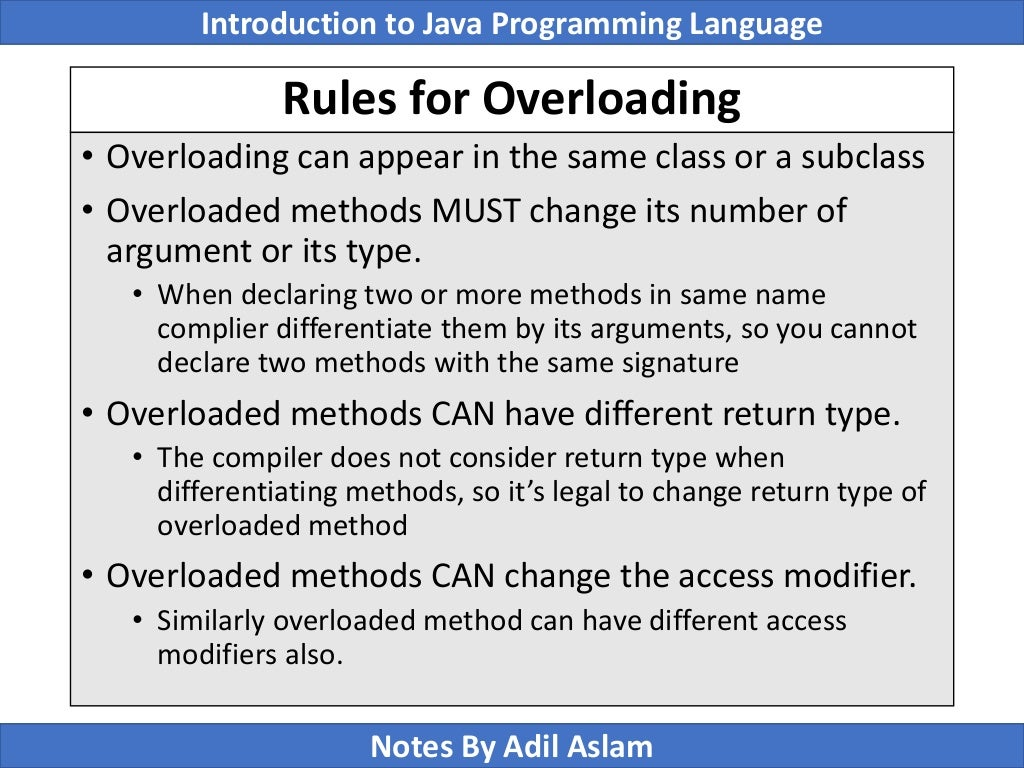 Introduction to Java Programming Language
Rules for Overloading
• Overloading can appear in the same class or a subclass
• Overloaded methods MUST change its number of
argument or its type.
• When declaring two or more methods in same name
complier differentiate them by its arguments, so you cannot
declare two methods with the same signature
• Overloaded methods CAN have different return type.
• The compiler does not consider return type when
differentiating methods, so it’s legal to change return type of
overloaded method
• Overloaded methods CAN change the access modifier.
• Similarly overloaded method can have different access
modifiers also.
Notes By Adil Aslam